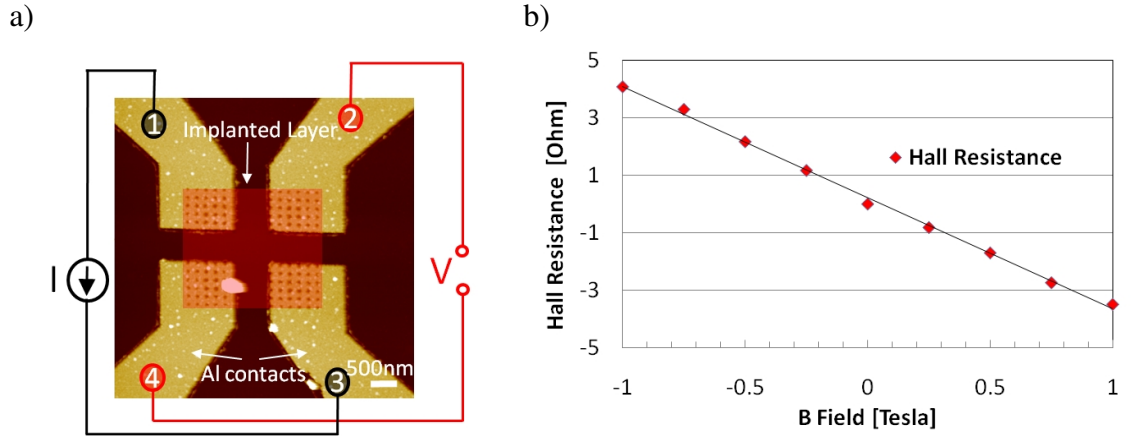 a)
1
2
Implanted Layer
I
V
4
Al contacts
3
500nm
b)
Hall Resistance [Ohm]
5
3
1
-1
-3
-5
Hall Resistance
-1
-0.5
0
0.5
1
B Field [Tesla]